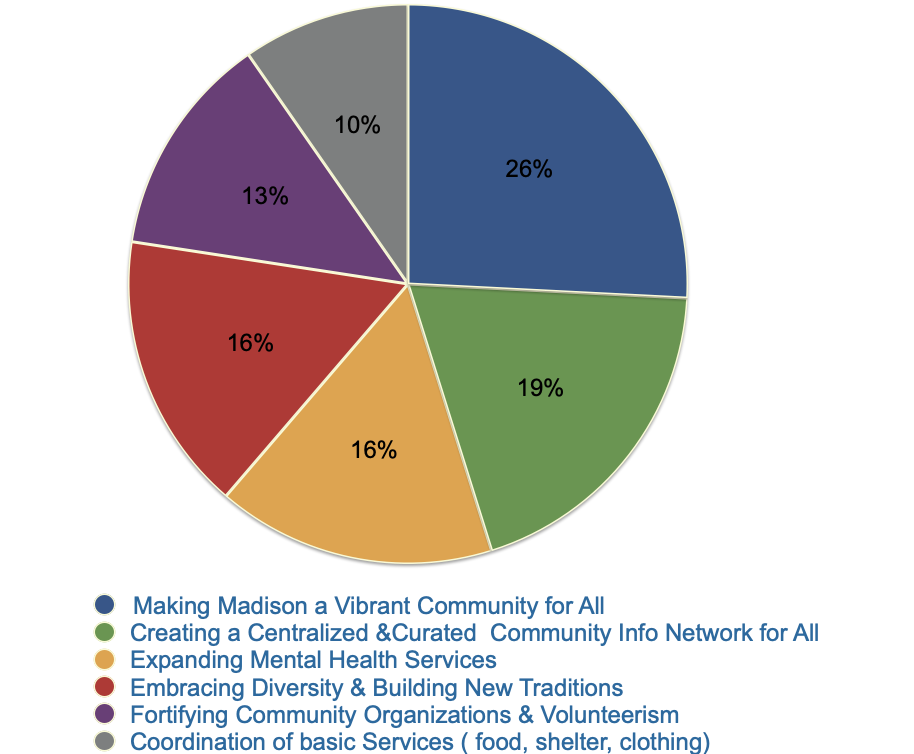 10%
26%
13%
16%
19%
16%
Making Madison a Vibrant Community for All
Creating a Centralized &Curated  Community Info Network for All
Expanding Mental Health Services
Embracing Diversity & Building New Traditions
Fortifying Community Organizations & Volunteerism
Coordination of basic Services ( food, shelter, clothing)